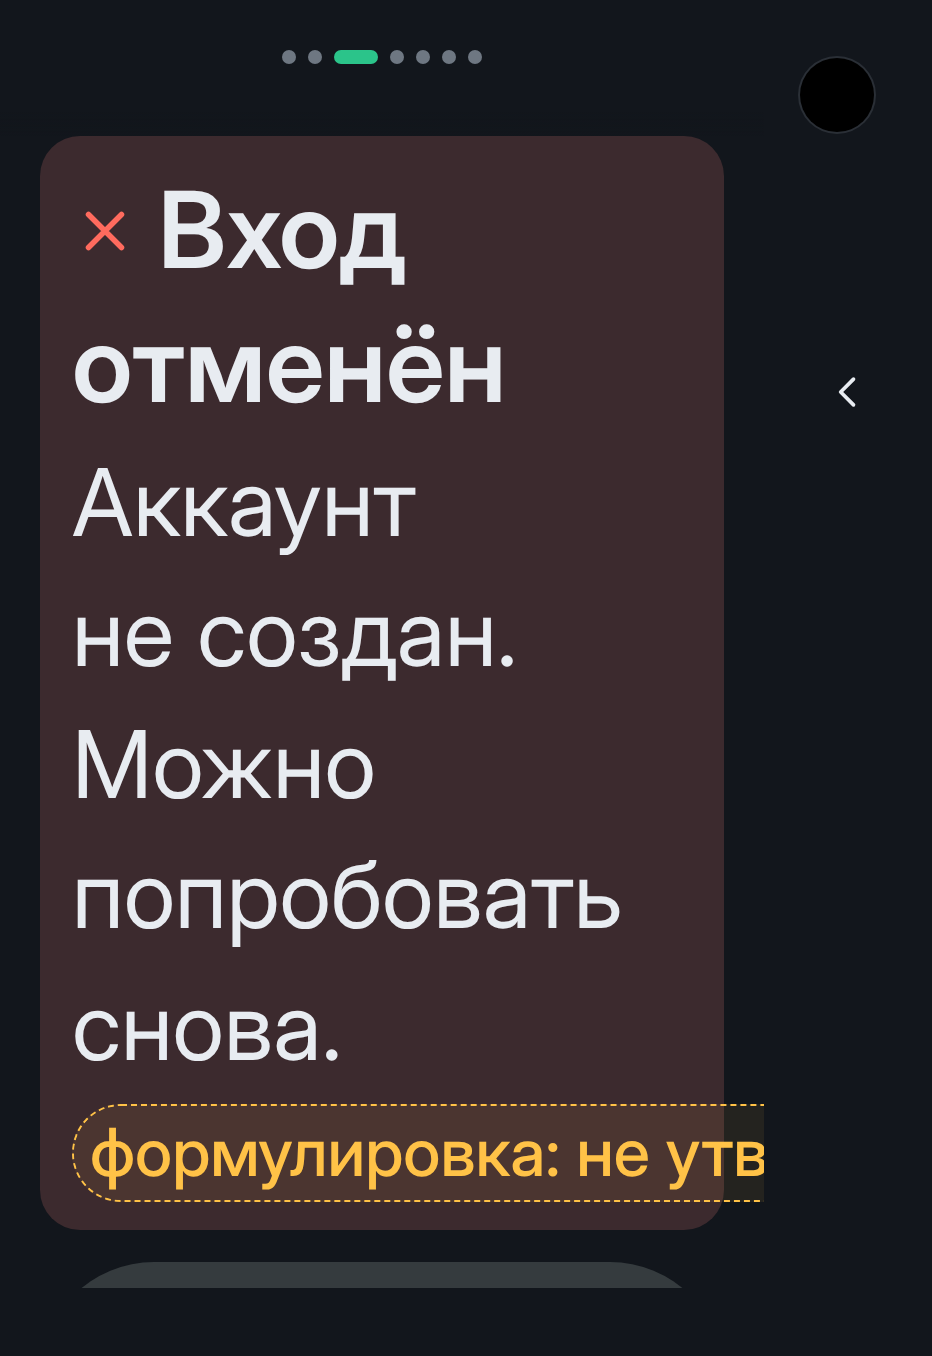 Вход
отменён
Аккаунт
не создан.
Можно
попробовать
снова.
формулировка: не утв